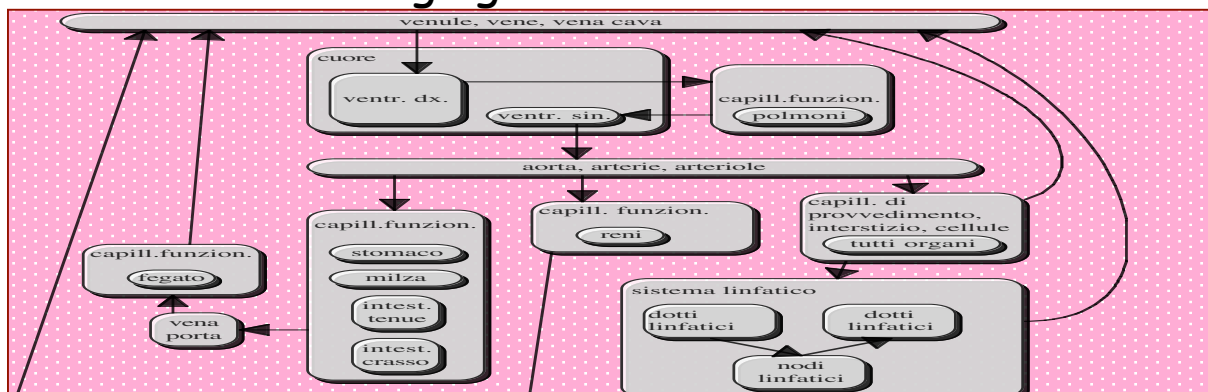 venule, vene, vena cava
cuore
ventr. dx.
ventr. sin.
capill.funzion.
polmoni
aorta, arterie, arteriole
capill.funzion.
stomaco
milza
intest.
tenue
intest.
crasso
capill. funzion.
reni
capill. di
provvedimento,
interstizio, cellule
tutti organi
capill.funzion.
fegato
vena
porta
sistema linfatico
dotti
linfatici
dotti
linfatici
nodi
linfatici